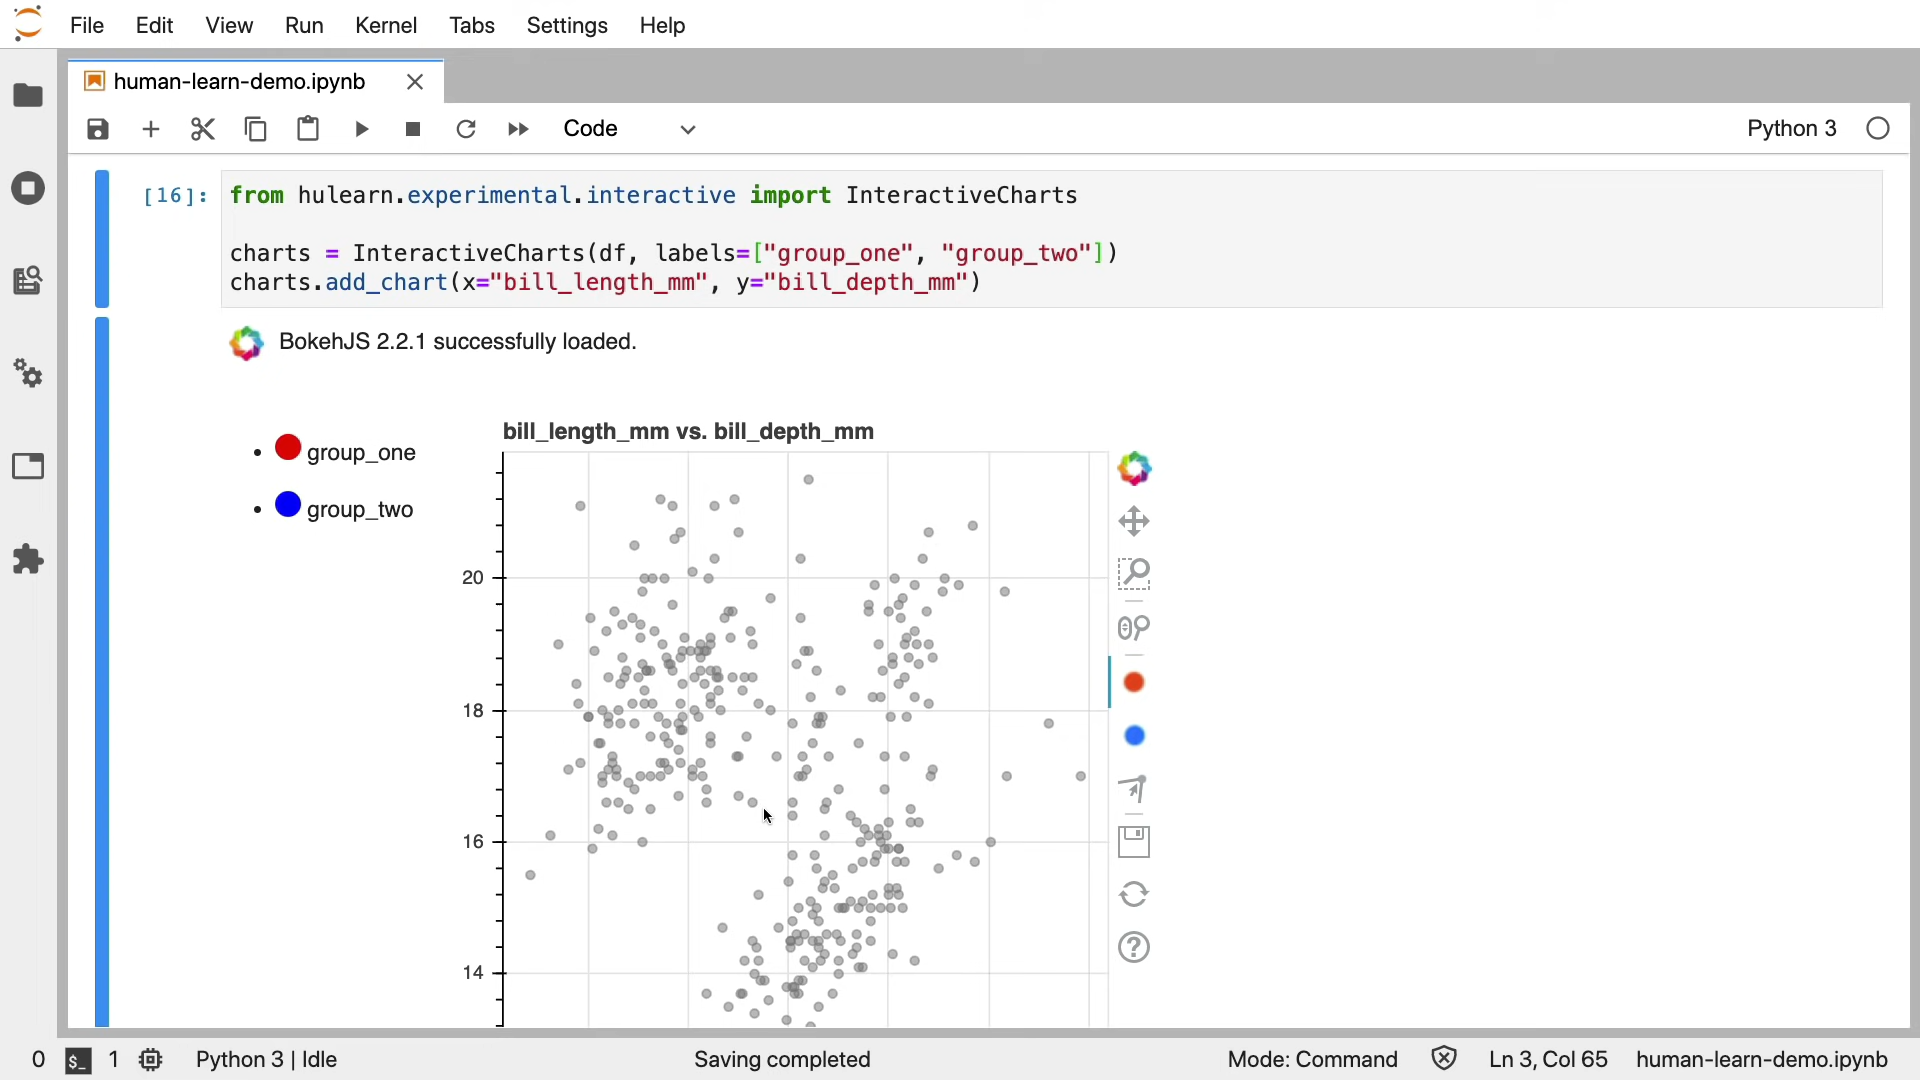 File Edit View Run Kernel Tabs Settings Help
human-learn-demo.ipynb
Code
Python 3
[16]:
from hulearn.experimental.interactive import InteractiveCharts
charts = InteractiveCharts(df, labels=["group_one", "group_two"])
charts.add_chart(x="bill_length_mm", y="bill_depth_mm")
BokehJS 2.2.1 successfully loaded.
group_one
group_two
bill_length_mm vs. bill_depth_mm
20
18
16
14
0 $_ 1 Python 3 | Idle Saving completed Mode: Command Ln 3, Col 65 human-learn-demo.ipynb